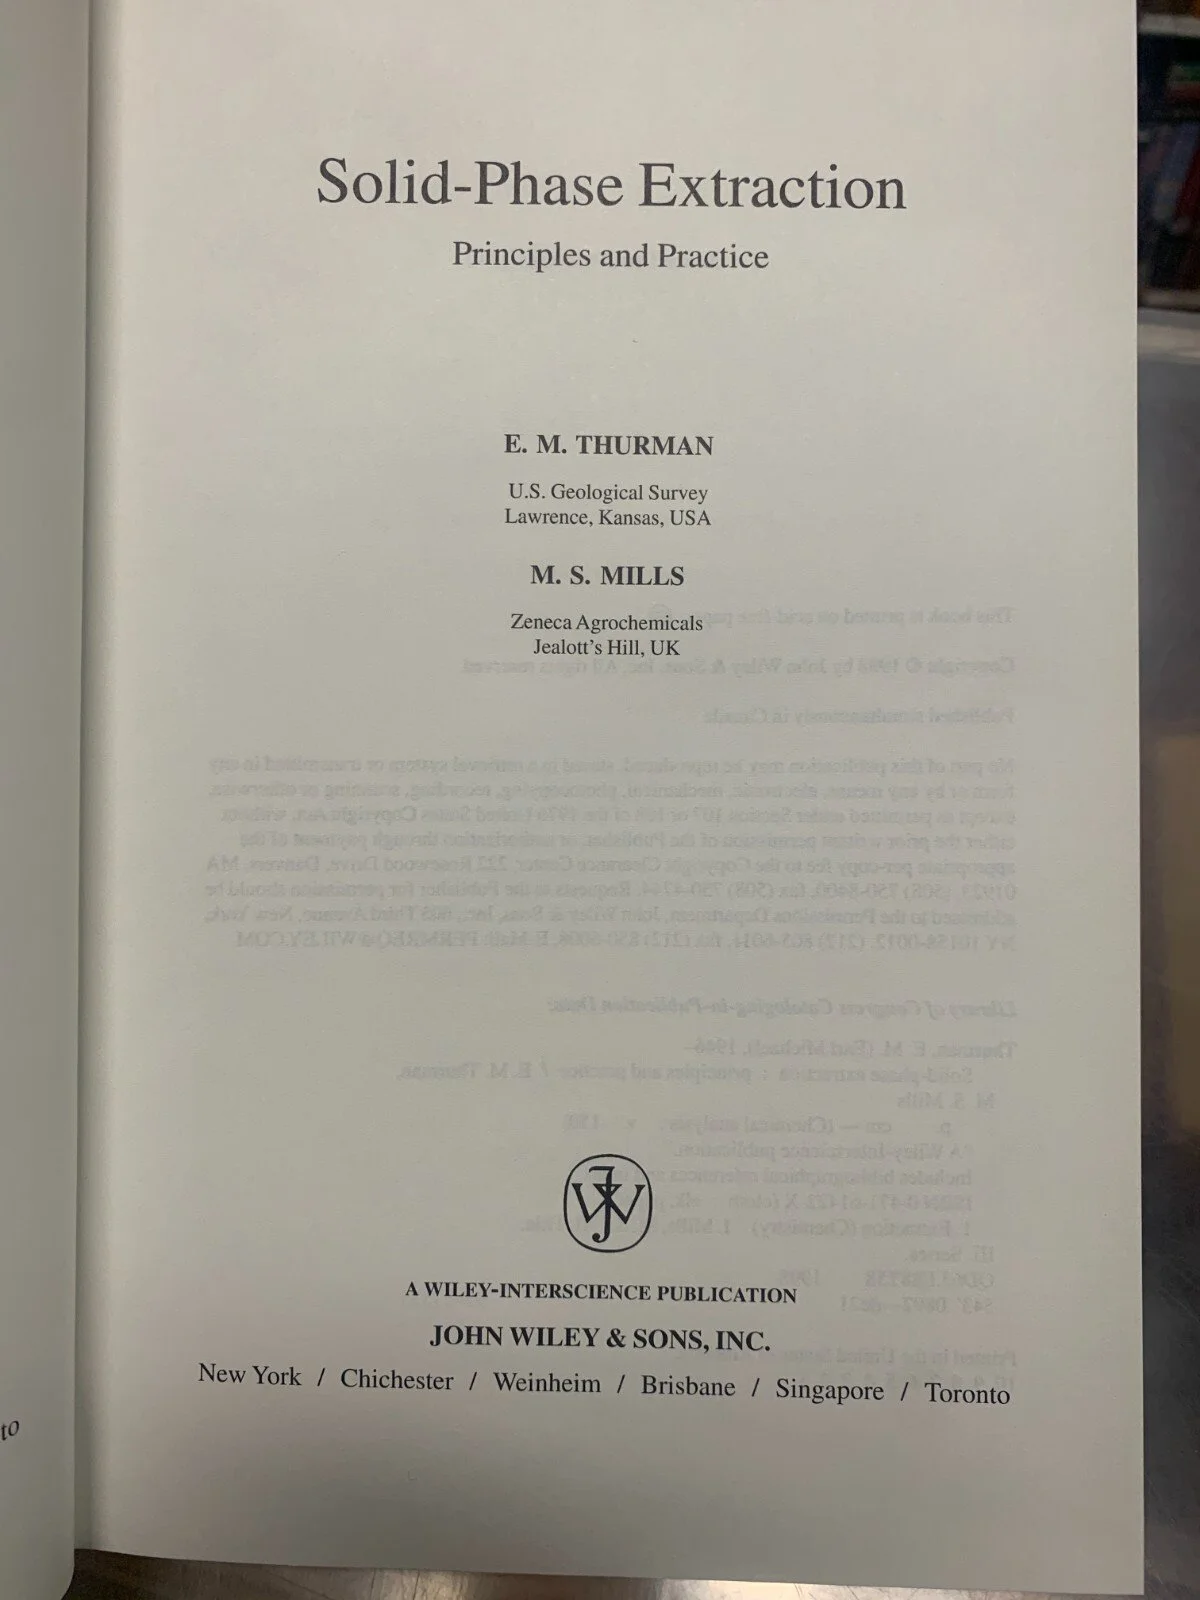 Solid-Phase Extraction
Principles and Practice
E. M. THURMAN
U.S. Geological Survey
Lawrence, Kansas, USA
M. S. MILLS
Zeneca Agrochemicals
Jealott's Hill, UK
A WILEY-INTERSCIENCE PUBLICATION
JOHN WILEY & SONS, INC.
New York / Chichester / Weinheim / Brisbane / Singapore / Toronto
to